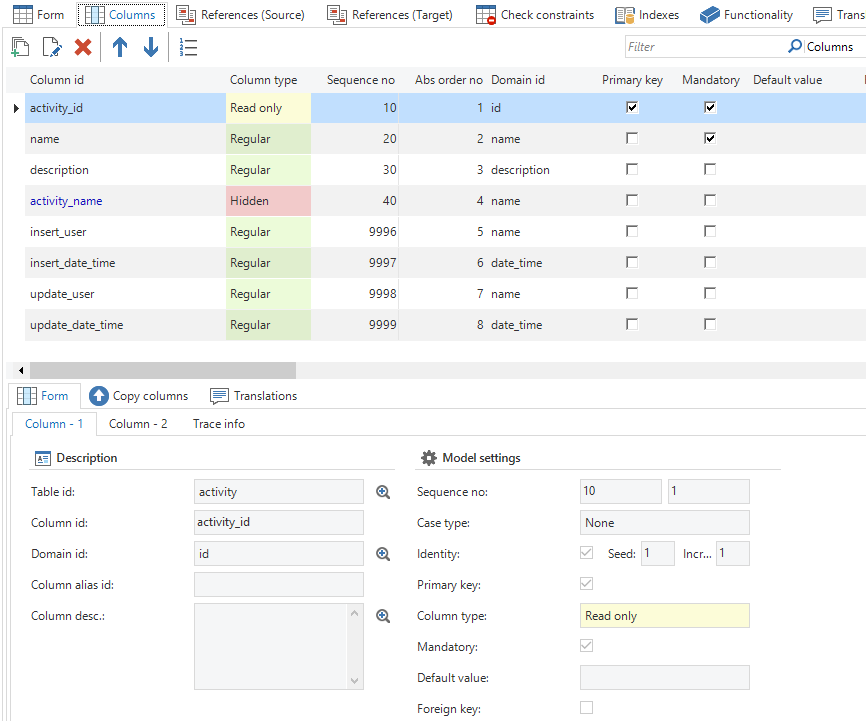 Form Columns References (Source) References (Target) Check constraints Indexes Functionality Trans
Filter Columns
Column id Column type Sequence no Abs order no Domain id Primary key Mandatory Default value
activity_id Read only 10 1 id
name Regular 20 2 name
description Regular 30 3 description
activity_name Hidden 40 4 name
insert_user Regular 9996 5 name
insert_date_time Regular 9997 6 date_time
update_user Regular 9998 7 name
update_date_time Regular 9999 8 date_time
Form Copy columns Translations
Column - 1 Column - 2 Trace info
Description Model settings
Table id: activity Sequence no: 10 1
Column id: activity_id Case type: None
Domain id: id Identity: Seed: 1 Incr... 1
Column alias id: Primary key:
Column desc.: Column type: Read only
Mandatory:
Default value:
Foreign key: